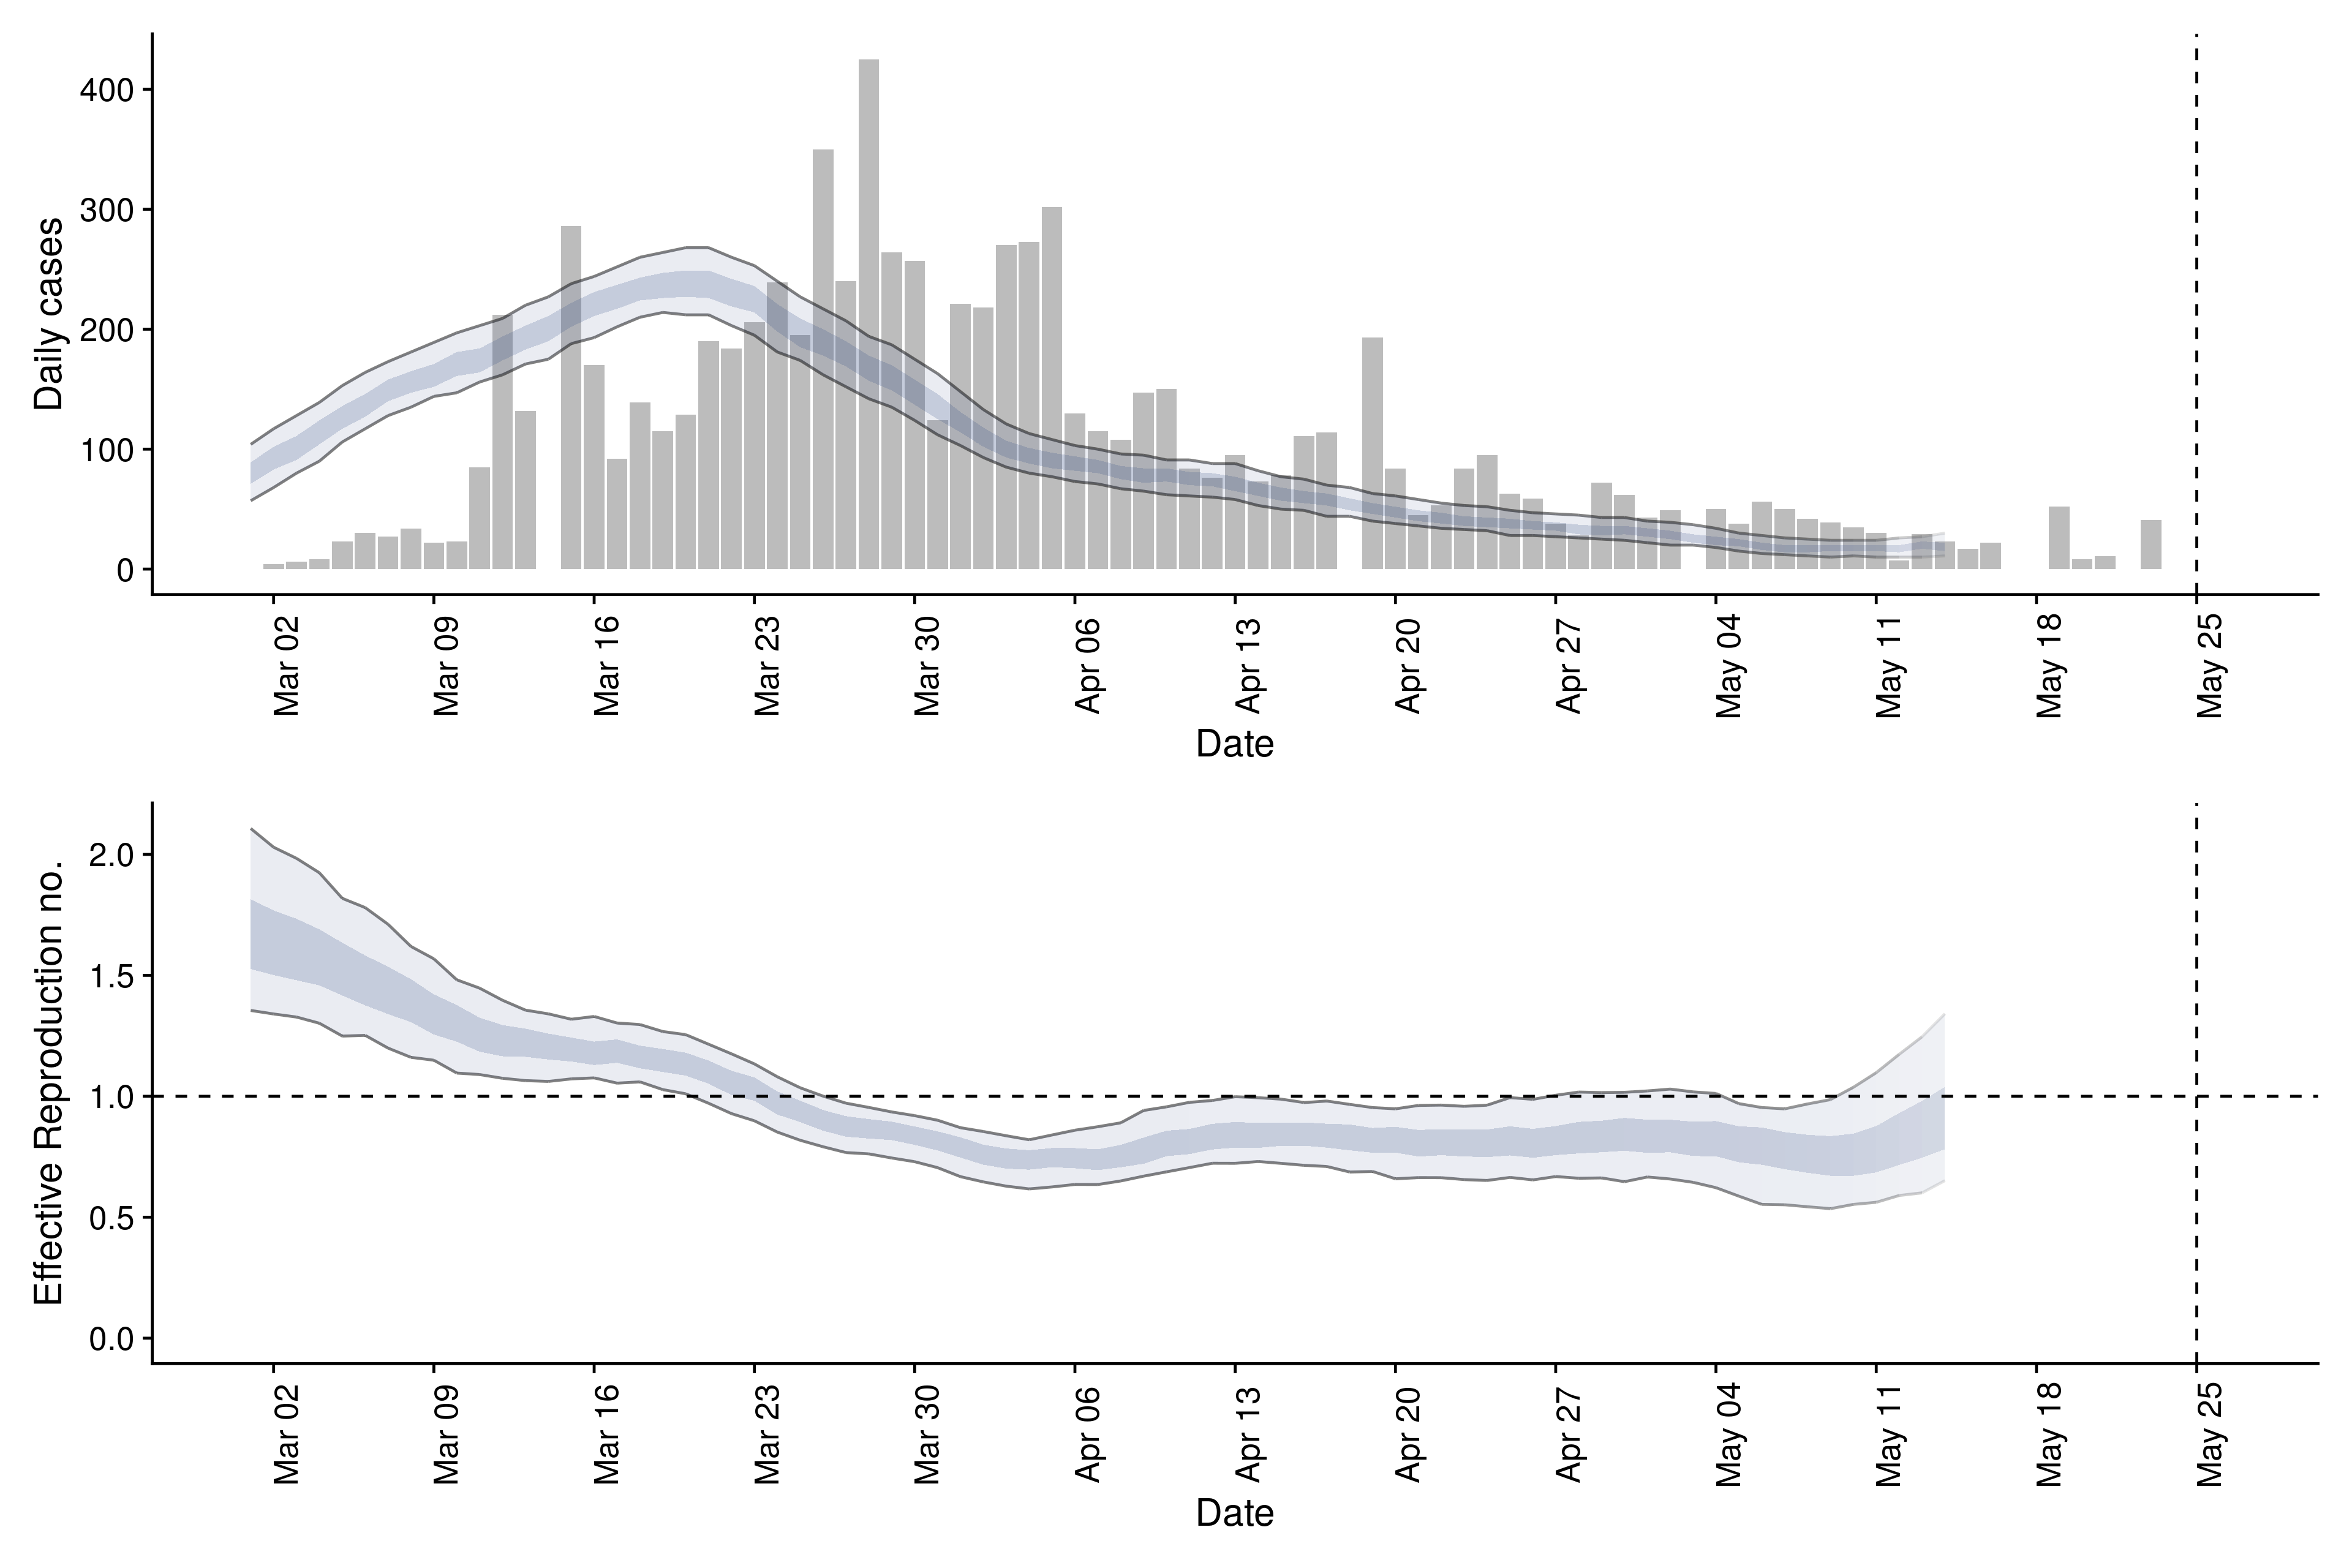 Daily cases
400
300
200
100
0
Mar 02
Mar 09
Mar 16
Mar 23
Mar 30
Apr 06
Apr 13
Apr 20
Apr 27
May 04
May 11
May 18
May 25
Date
Effective Reproduction no.
2.0
1.5
1.0
0.5
0.0
Mar 02
Mar 09
Mar 16
Mar 23
Mar 30
Apr 06
Apr 13
Apr 20
Apr 27
May 04
May 11
May 18
May 25
Date